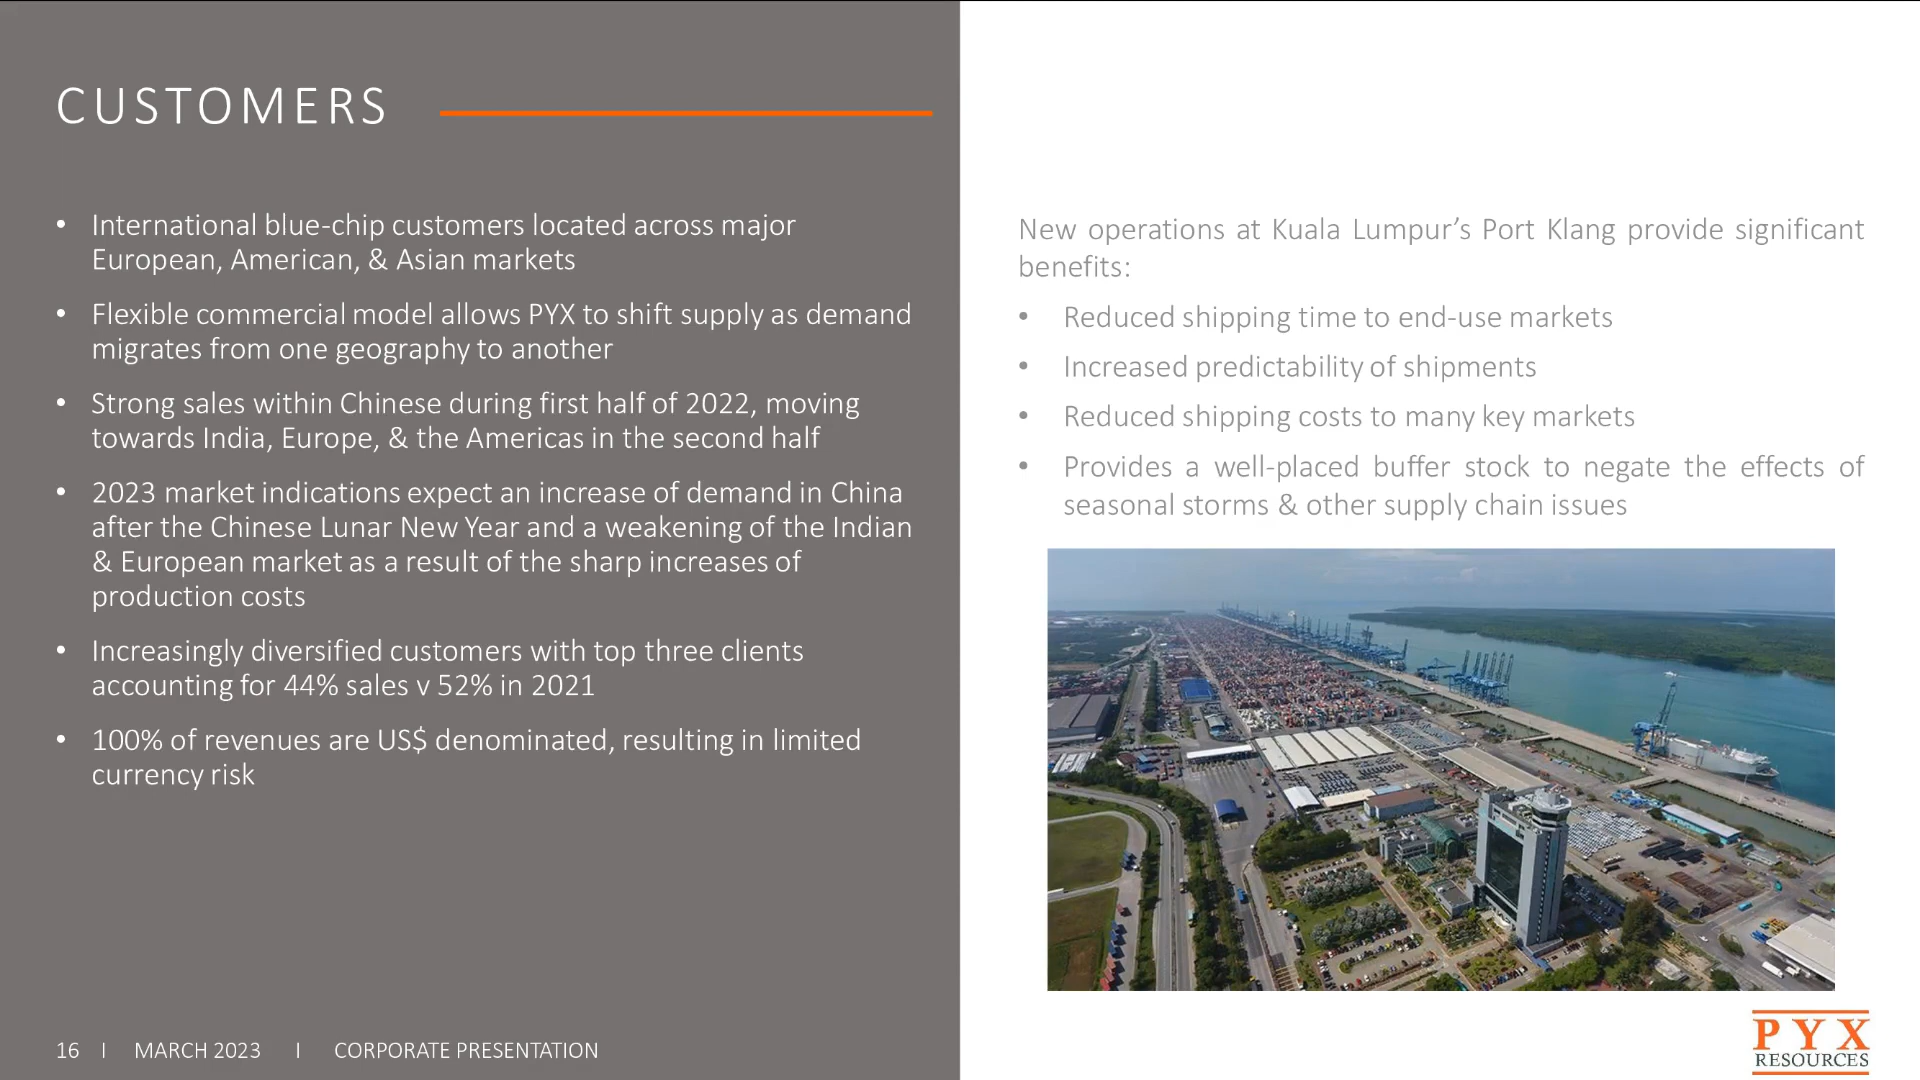 CUSTOMERS
• International blue-chip customers located across major
European, American, & Asian markets
• Flexible commercial model allows PYX to shift supply as demand
migrates from one geography to another
• Strong sales within Chinese during first half of 2022, moving
towards India, Europe, & the Americas in the second half
• 2023 market indications expect an increase of demand in China
after the Chinese Lunar New Year and a weakening of the Indian
& European market as a result of the sharp increases of
production costs
• Increasingly diversified customers with top three clients
accounting for 44% sales v 52% in 2021
• 100% of revenues are US$ denominated, resulting in limited
currency risk
New operations at Kuala Lumpur’s Port Klang provide significant
benefits:
• Reduced shipping time to end-use markets
• Increased predictability of shipments
• Reduced shipping costs to many key markets
• Provides a well-placed buffer stock to negate the effects of
seasonal storms & other supply chain issues
16 I MARCH 2023 I CORPORATE PRESENTATION
PYX
RESOURCES